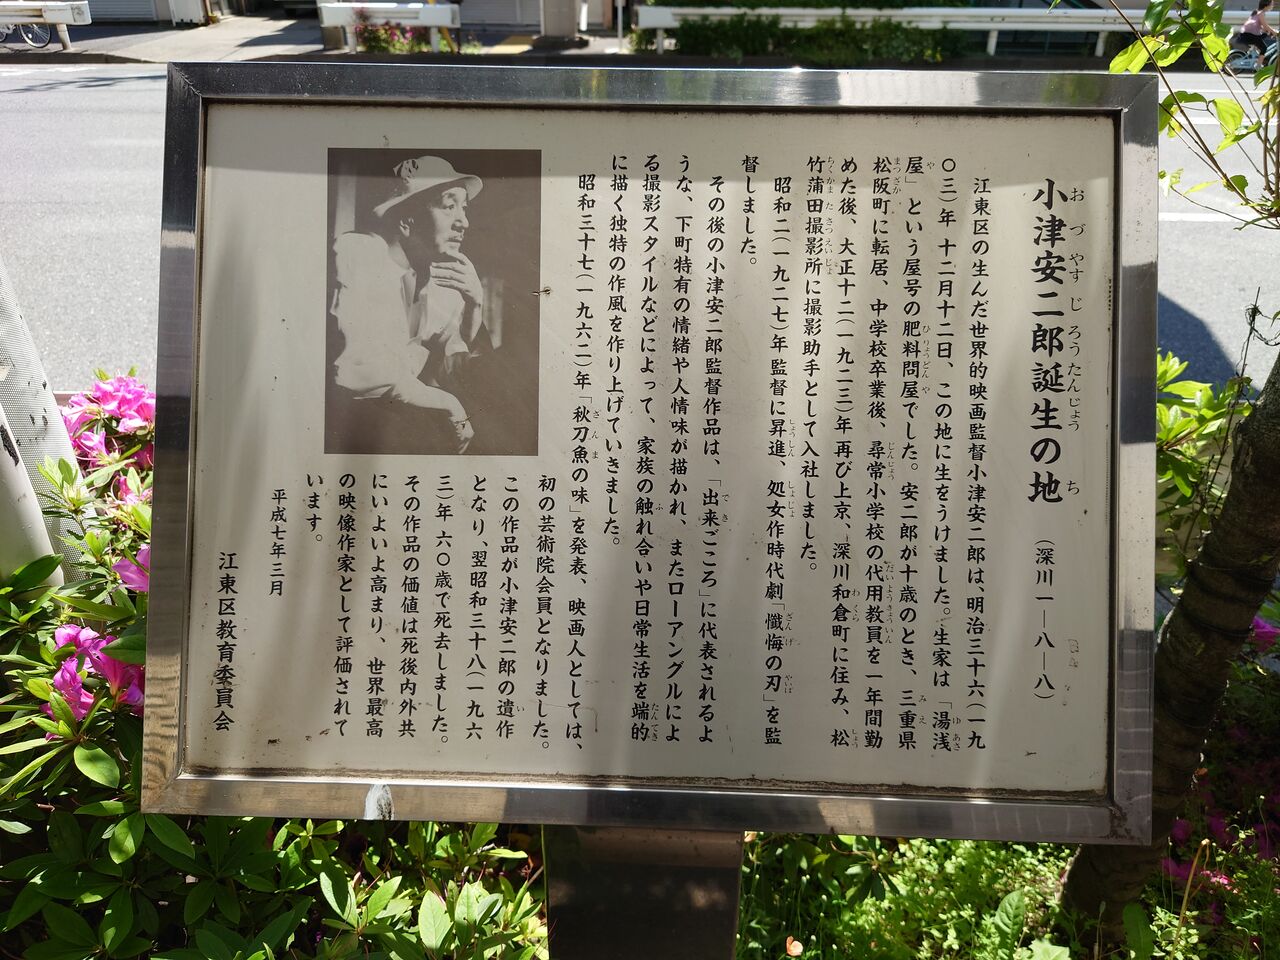 小津安二郎誕生の地 (深川一―八―八)
江東区の生んだ世界的映画監督小津安二郎は、明治三十六(一九
〇三)年十二月十二日、この地に生をうけました。生家は「湯浅
屋」という屋号の肥料問屋でした。安二郎が十歳のとき、三重県
松阪町に転居、中学校卒業後、尋常小学校の代用教員を一年間勤
めた後、大正十二(一九二三)年再び上京、深川和倉町に住み、松
竹蒲田撮影所に撮影助手として入社しました。
昭和二(一九二七)年監督に昇進、処女作時代劇「懺悔の刃」を監
督しました。
その後の小津安二郎監督作品は、「出来ごころ」に代表されるよ
うな、下町特有の情緒や人情味が描かれ、またローアングルによ
る撮影スタイルなどによって、家族の触れ合いや日常生活を端的
に描く独特の作風を作り上げていきました。
昭和三十七(一九六二)年「秋刀魚の味」を発表、映画人としては、
初の芸術院会員となりました。
この作品が小津安二郎の遺作
となり、翌昭和三十八(一九六
三)年六〇歳で死去しました。
その作品の価値は死後内外共
にいよいよ高まり、世界最高
の映像作家として評価されて
います。
平成七年三月
江東区教育委員会